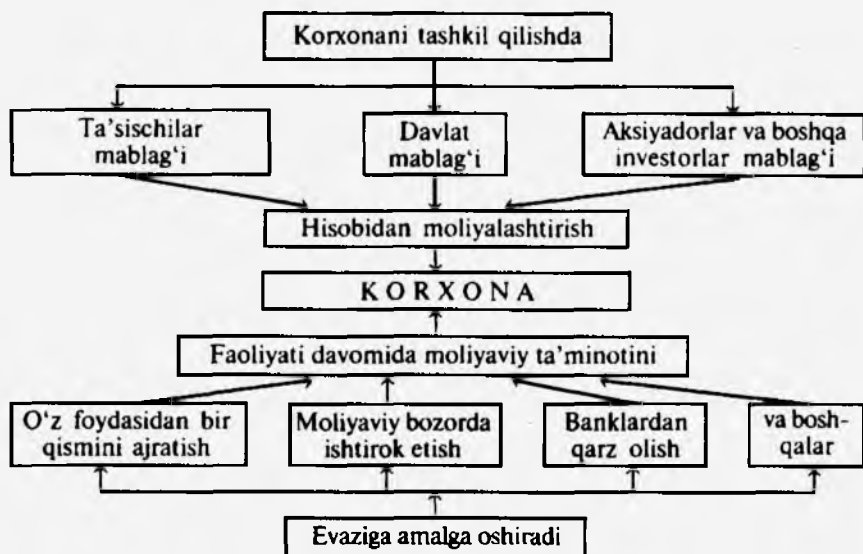 Korxonani tashkil qilishda
Ta’sischilar
mablag‘i
Davlat
mablag‘i
Aksiyadorlar va boshqa
investorlar mablag‘i
Hisobidan moliyalashtirish
KORXONA
Faoliyati davomida moliyaviy ta’minotini
O‘z foydasidan bir
qismini ajratish
Moliyaviy bozorda
ishtirok etish
Banklardan
qarz olish
va bosh-
qalar
Evaziga amalga oshiradi